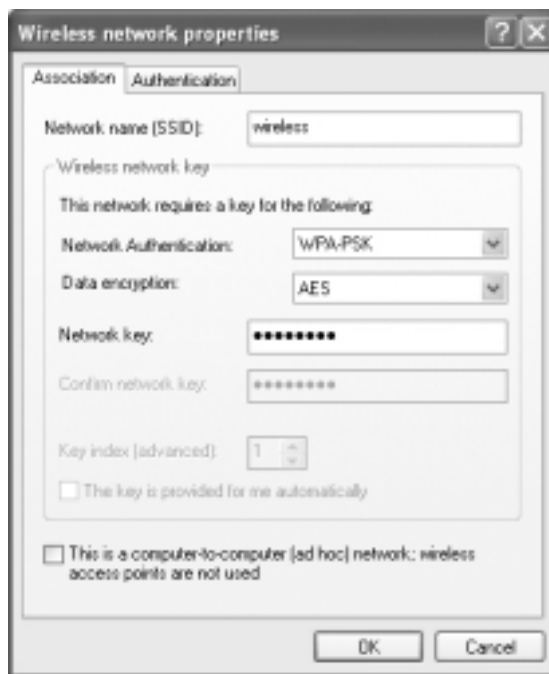 Wireless network properties
Association Authentication
Network name (SSID): wireless
Wireless network key
This network requires a key for the following:
Network Authentication: WPA-PSK
Data encryption: AES
Network key: ••••••••
Confirm network key: ••••••••
Key index (advanced): 1
The key is provided for me automatically
This is a computer-to-computer (ad hoc) network; wireless
access points are not used
OK Cancel